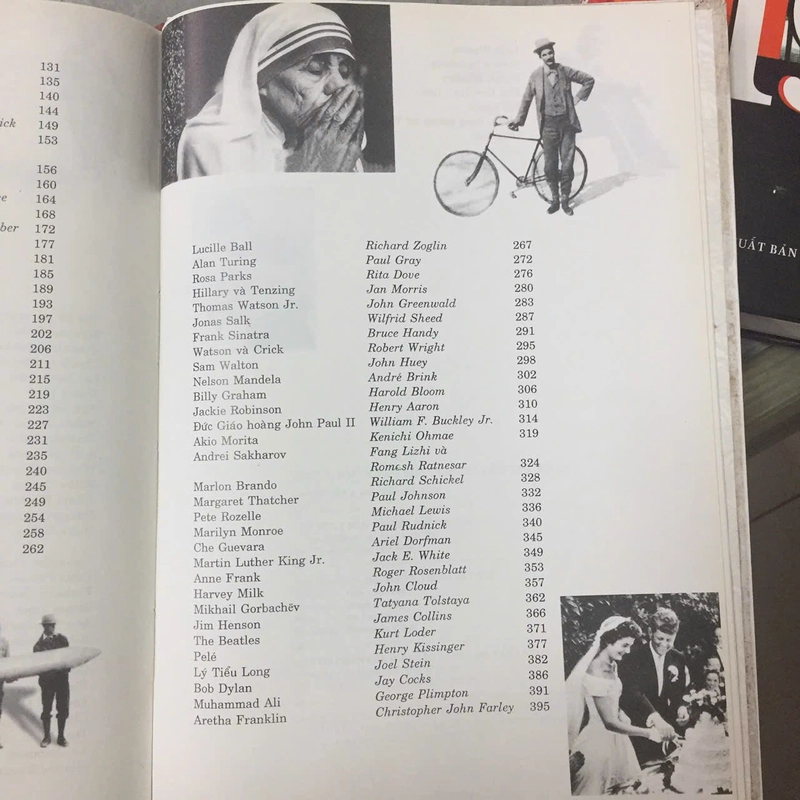 131
135
140
144
ick 149
153
156
160
e 164
168
ber 172
177
181
185
189
193
197
202
206
211
215
219
223
227
231
235
240
245
249
254
258
262
Lucille Ball Richard Zoglin 267
Alan Turing Paul Gray 272
Rosa Parks Rita Dove 276
Hillary và Tenzing Jan Morris 280
Thomas Watson Jr. John Greenwald 283
Jonas Salk Wilfrid Sheed 287
Frank Sinatra Bruce Handy 291
Watson và Crick Robert Wright 295
Sam Walton John Huey 298
Nelson Mandela André Brink 302
Billy Graham Harold Bloom 306
Jackie Robinson Henry Aaron 310
Đức Giáo hoàng John Paul II William F. Buckley Jr. 314
Akio Morita Kenichi Ohmae 319
Andrei Sakharov Fang Lizhi và
Romesh Ratnesar 324
Marlon Brando Richard Schickel 328
Margaret Thatcher Paul Johnson 332
Pete Rozelle Michael Lewis 336
Marilyn Monroe Paul Rudnick 340
Che Guevara Ariel Dorfman 345
Martin Luther King Jr. Jack E. White 349
Anne Frank Roger Rosenblatt 353
Harvey Milk John Cloud 357
Mikhail Gorbachëv Tatyana Tolstaya 362
Jim Henson James Collins 366
The Beatles Kurt Loder 371
Pelé Henry Kissinger 377
Lý Tiểu Long Joel Stein 382
Bob Dylan Jay Cocks 386
Muhammad Ali George Plimpton 391
Aretha Franklin Christopher John Farley 395
UẤT BẢN